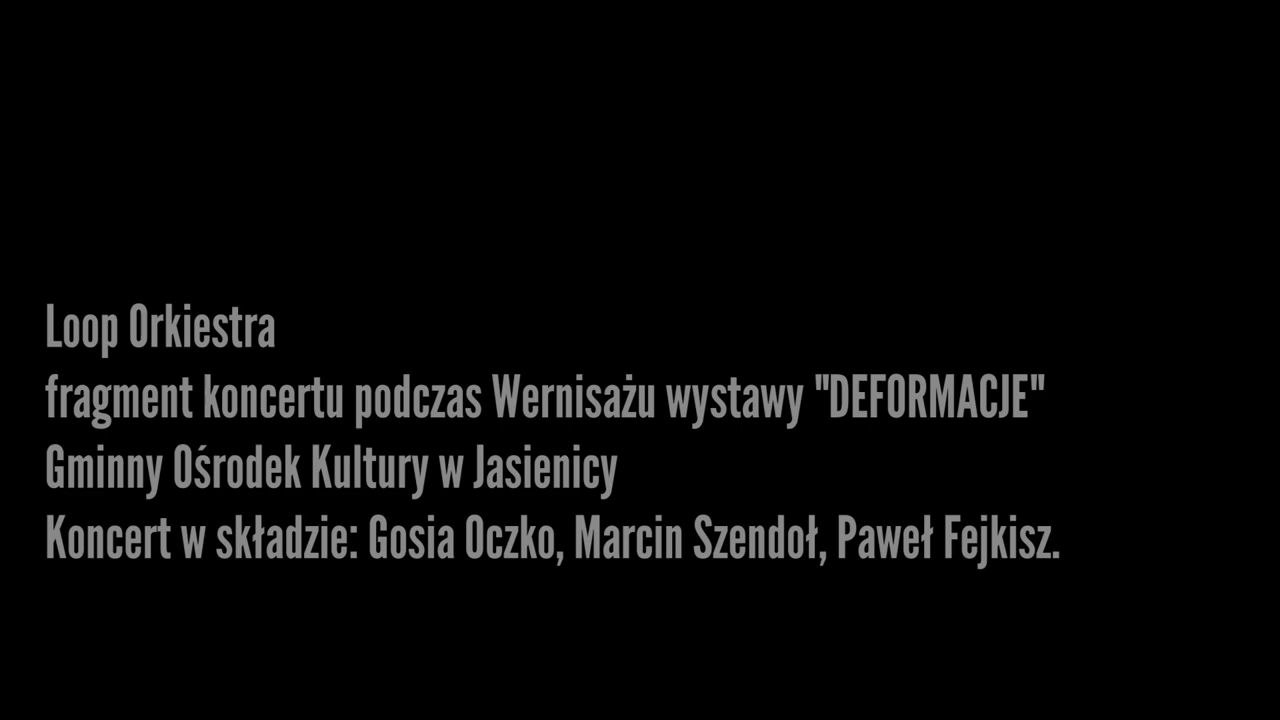 Loop Orkiestra
fragment koncertu podczas Wernisażu wystawy "DEFORMACJE"
Gminny Ośrodek Kultury w Jasienicy
Koncert w składzie: Gosia Oczko, Marcin Szendoł, Paweł Fejkisz.